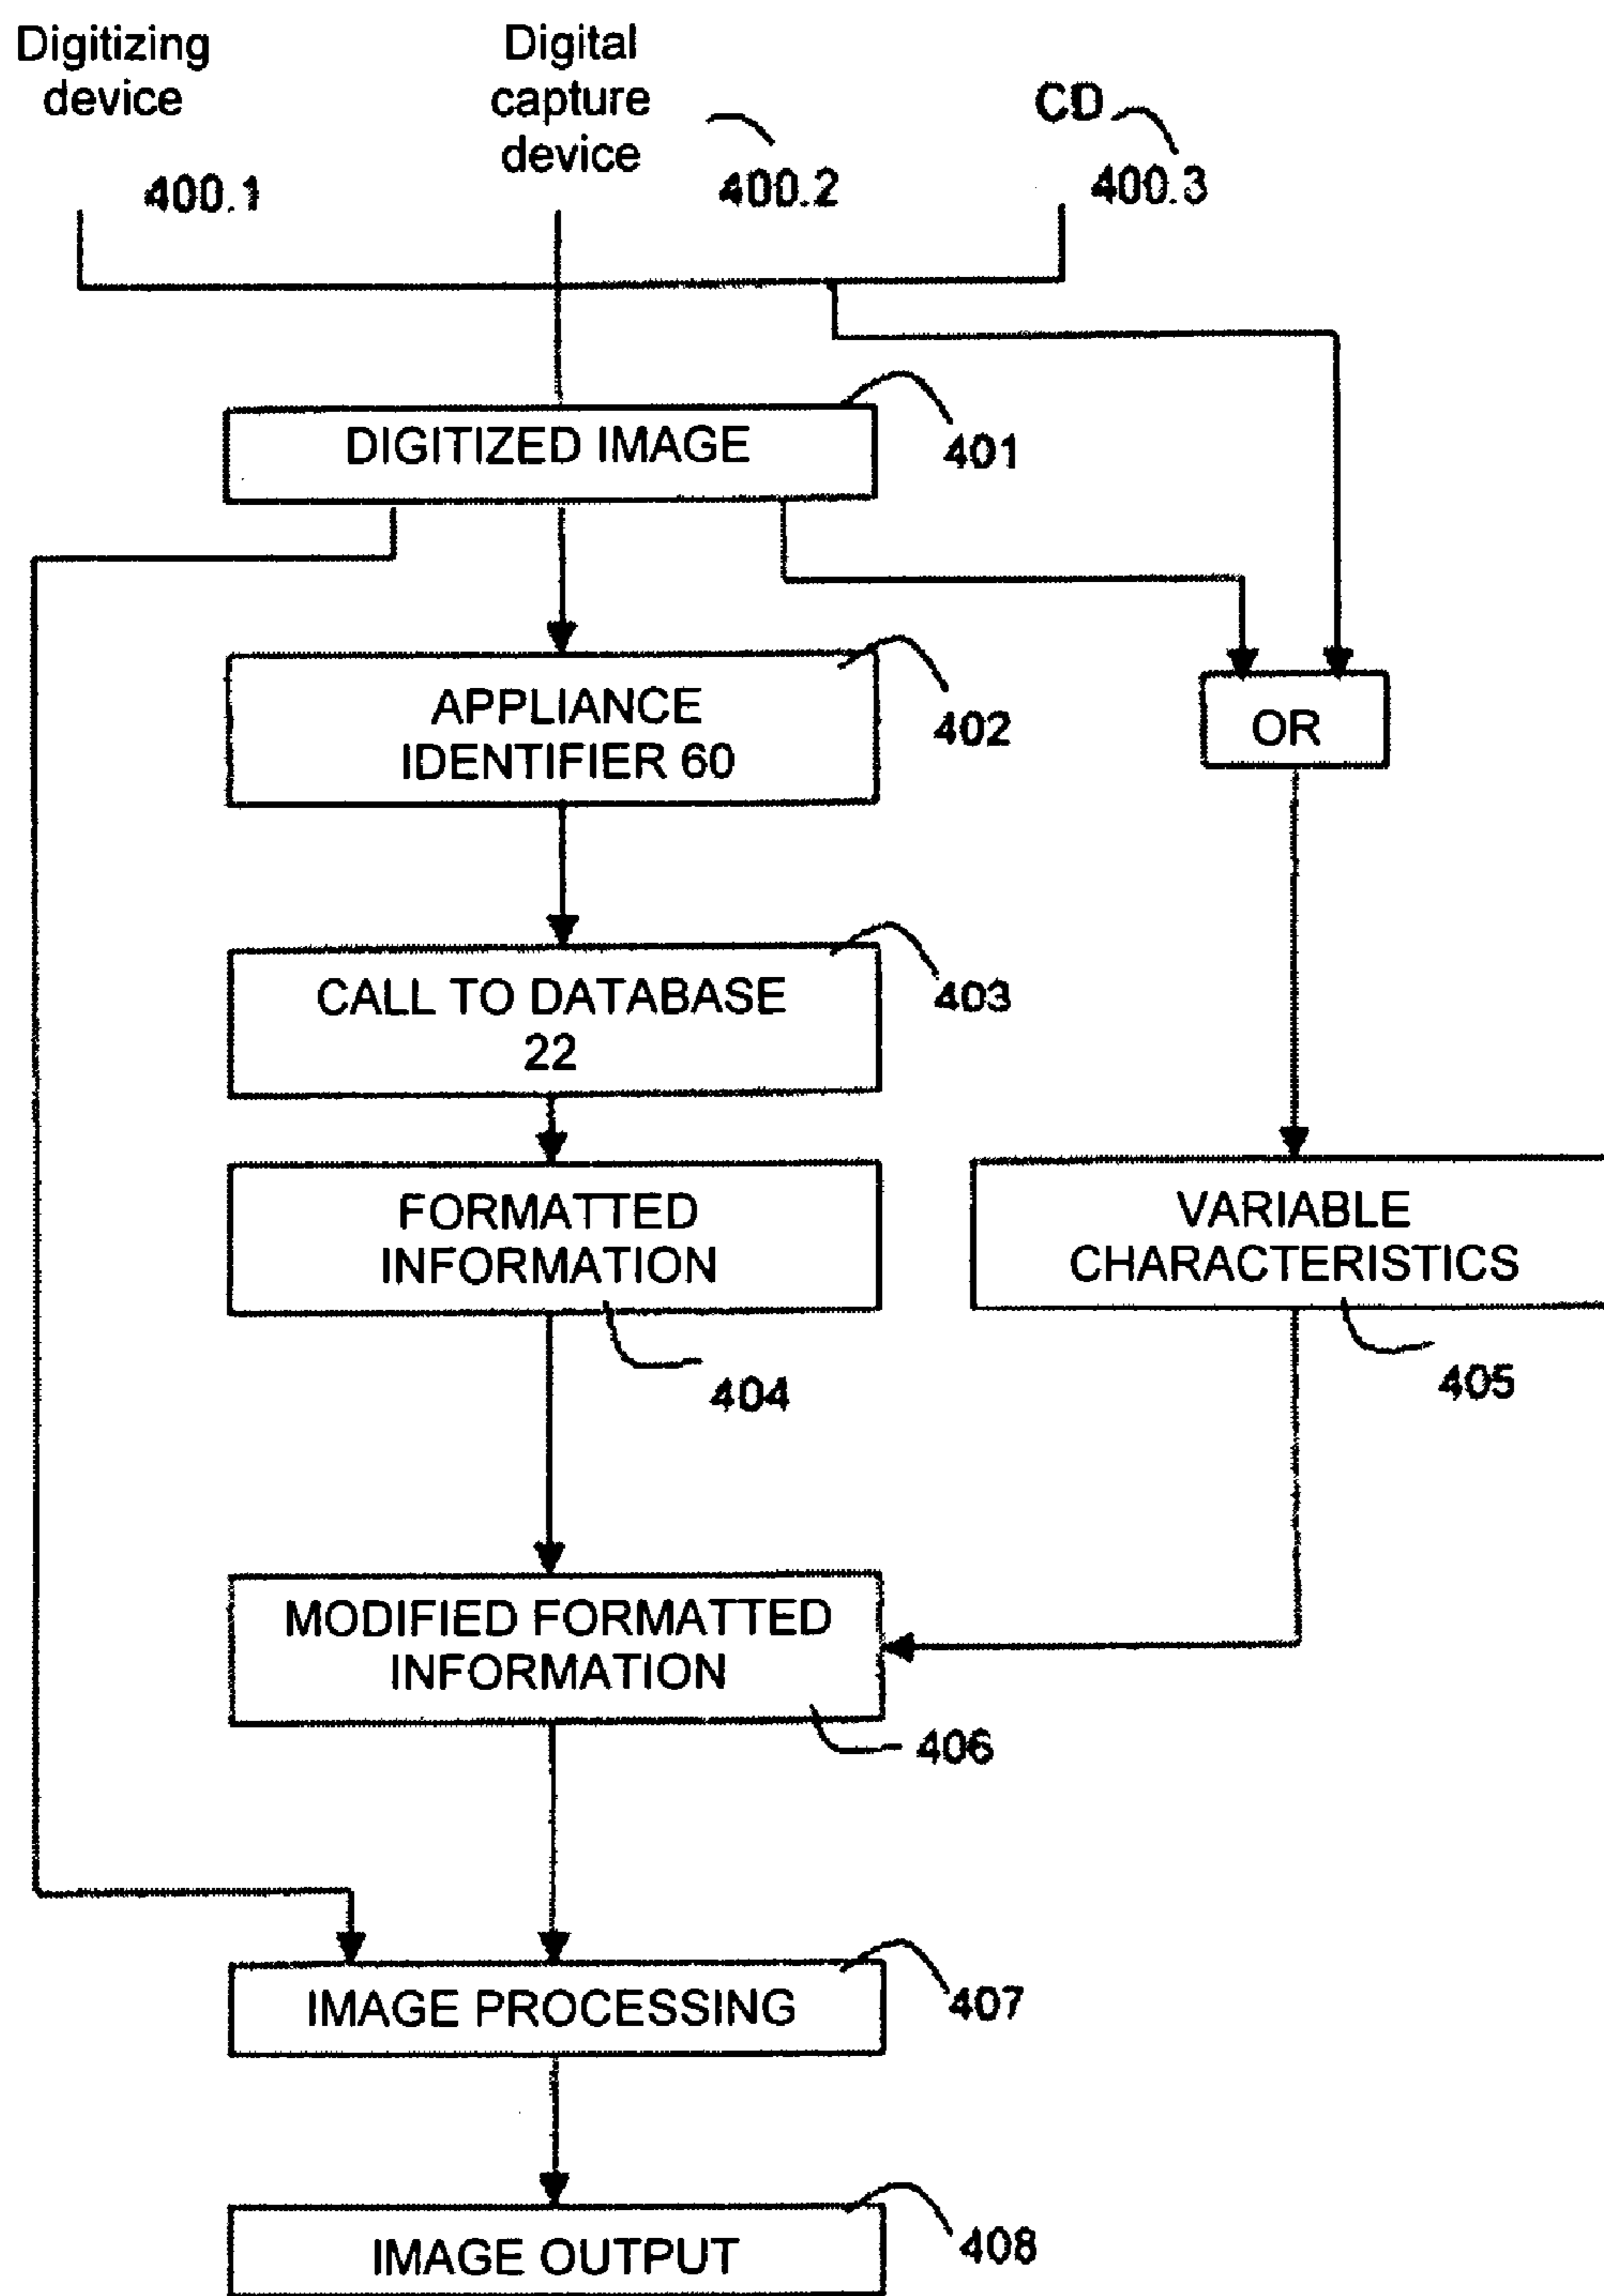 Digitizing
device
400.1
Digital
capture
device
400.2
CD
400.3
DIGITIZED IMAGE
401
APPLIANCE
IDENTIFIER 60
402
OR
CALL TO DATABASE
22
403
FORMATTED
INFORMATION
404
VARIABLE
CHARACTERISTICS
405
MODIFIED FORMATTED
INFORMATION
406
IMAGE PROCESSING
407
IMAGE OUTPUT
408